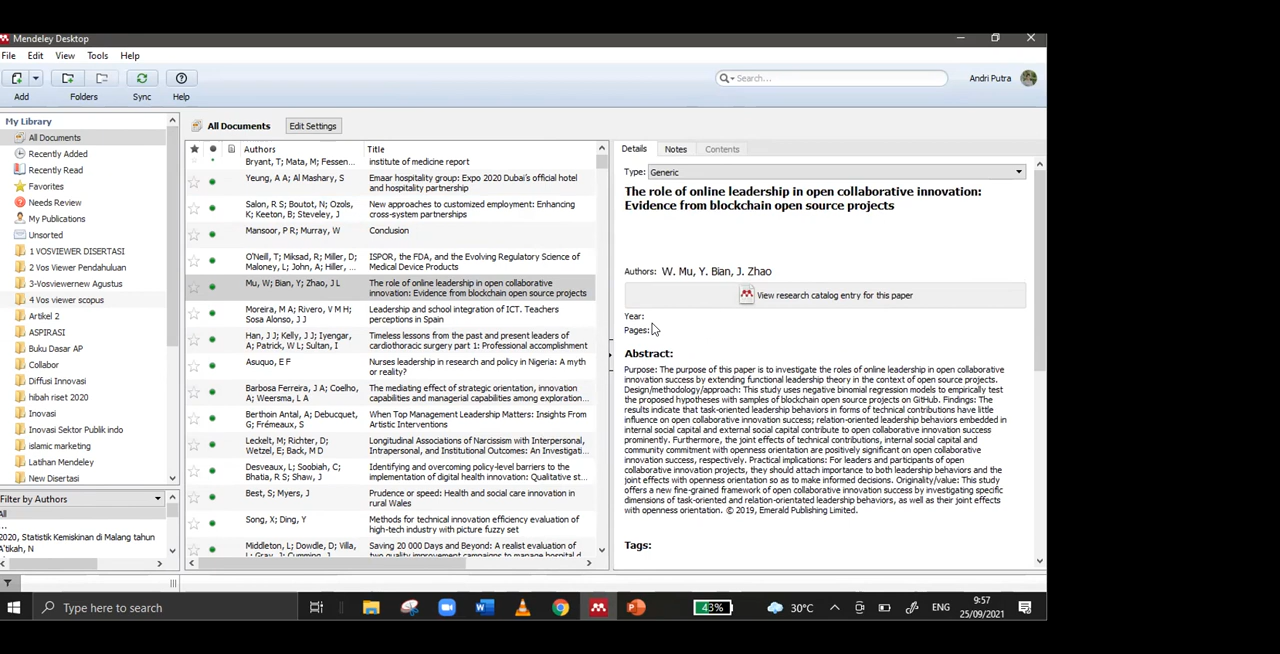 Mendeley Desktop
File Edit View Tools Help
Search...
Andri Putra
Add Folders Sync Help
My Library
All Documents
Recently Added
Recently Read
Favorites
Needs Review
My Publications
Unsorted
1 VOSVIEWER DISERTASI
2 Vos Viewer Pendahuluan
3-Vosviewernew Agustus
4 Vos viewer scopus
Artikel 2
ASPIRASI
Buku Dasar AP
Collabor
Diffusi Innovasi
hibah riset 2020
Inovasi
Inovasi Sektor Publik indo
islamic marketing
Latihan Mendeley
New Disertasi
Filter by Authors
All
...
2020, Statistik Kemiskinan di Malang tahun
A'tikah, N
All Documents Edit Settings
Authors Title
Bryant, T; Mata, M; Fessen... institute of medicine report
Yeung, A A; Al Mashary, S Emaar hospitality group: Expo 2020 Dubai's official hotel
and hospitality partnership
Salon, R S; Boutot, N; Ozols, New approaches to customized employment: Enhancing
K; Keeton, B; Steveley, J cross-system partnerships
Mansoor, P R; Murray, W Conclusion
O'Neill, T; Miksad, R; Miller, D; ISPOR, the FDA, and the Evolving Regulatory Science of
Maloney, L; John, A; Hiller, ... Medical Device Products
Mu, W; Bian, Y; Zhao, J L The role of online leadership in open collaborative
innovation: Evidence from blockchain open source projects
Moreira, M A; Rivero, V M H; Leadership and school integration of ICT. Teachers
Sosa Alonso, J J perceptions in Spain
Han, J J; Kelly, J J; Iyengar, Timeless lessons from the past and present leaders of
A; Patrick, W L; Sultan, I cardiothoracic surgery part 1: Professional accomplishment
Asuquo, E F Nurses leadership in research and policy in Nigeria: A myth
or reality?
Barbosa Ferreira, J A; Coelho, The mediating effect of strategic orientation, innovation
A; Weersma, L A capabilities and managerial capabilities among exploration...
Berthoin Antal, A; Debucquet, When Top Management Leadership Matters: Insights From
G; Frémeaux, S Artistic Interventions
Leckelt, M; Richter, D; Longitudinal Associations of Narcissism with Interpersonal,
Wetzel, E; Back, M D Intrapersonal, and Institutional Outcomes: An Investigati...
Desveaux, L; Soobiah, C; Identifying and overcoming policy-level barriers to the
Bhatia, R S; Shaw, J implementation of digital health innovation: Qualitative st...
Best, S; Myers, J Prudence or speed: Health and social care innovation in
rural Wales
Song, X; Ding, Y Methods for technical innovation efficiency evaluation of
high-tech industry with picture fuzzy set
Middleton, L; Dowdle, D; Villa, Saving 20 000 Days and Beyond: A realist evaluation of
L; Gray, J; Cumming, J two quality improvement campaigns to manage hospital d...
Details Notes Contents
Type: Generic
The role of online leadership in open collaborative innovation:
Evidence from blockchain open source projects
Authors: W. Mu, Y. Bian, J. Zhao
View research catalog entry for this paper
Year:
Pages:
Abstract:
Purpose: The purpose of this paper is to investigate the roles of online leadership in open collaborative
innovation success by extending functional leadership theory in the context of open source projects.
Design/methodology/approach: This study uses negative binomial regression models to empirically test
the proposed hypotheses with samples of blockchain open source projects on GitHub. Findings: The
results indicate that task-oriented leadership behaviors in forms of technical contributions have little
influence on open collaborative innovation success; relation-oriented leadership behaviors embedded in
internal social capital and external social capital contribute to open collaborative innovation success
prominently. Furthermore, the joint effects of technical contributions, internal social capital and
community commitment with openness orientation are positively significant on open collaborative
innovation success, respectively. Practical implications: For leaders and participants of open
collaborative innovation projects, they should attach importance to both leadership behaviors and the
joint effects with openness orientation so as to make informed decisions. Originality/value: This study
offers a new fine-grained framework of open collaborative innovation success by investigating specific
dimensions of task-oriented and relation-orientated leadership behaviors, as well as their joint effects
with openness orientation. © 2019, Emerald Publishing Limited.
Tags:
Type here to search
43%
30°C
ENG
9:57
25/09/2021